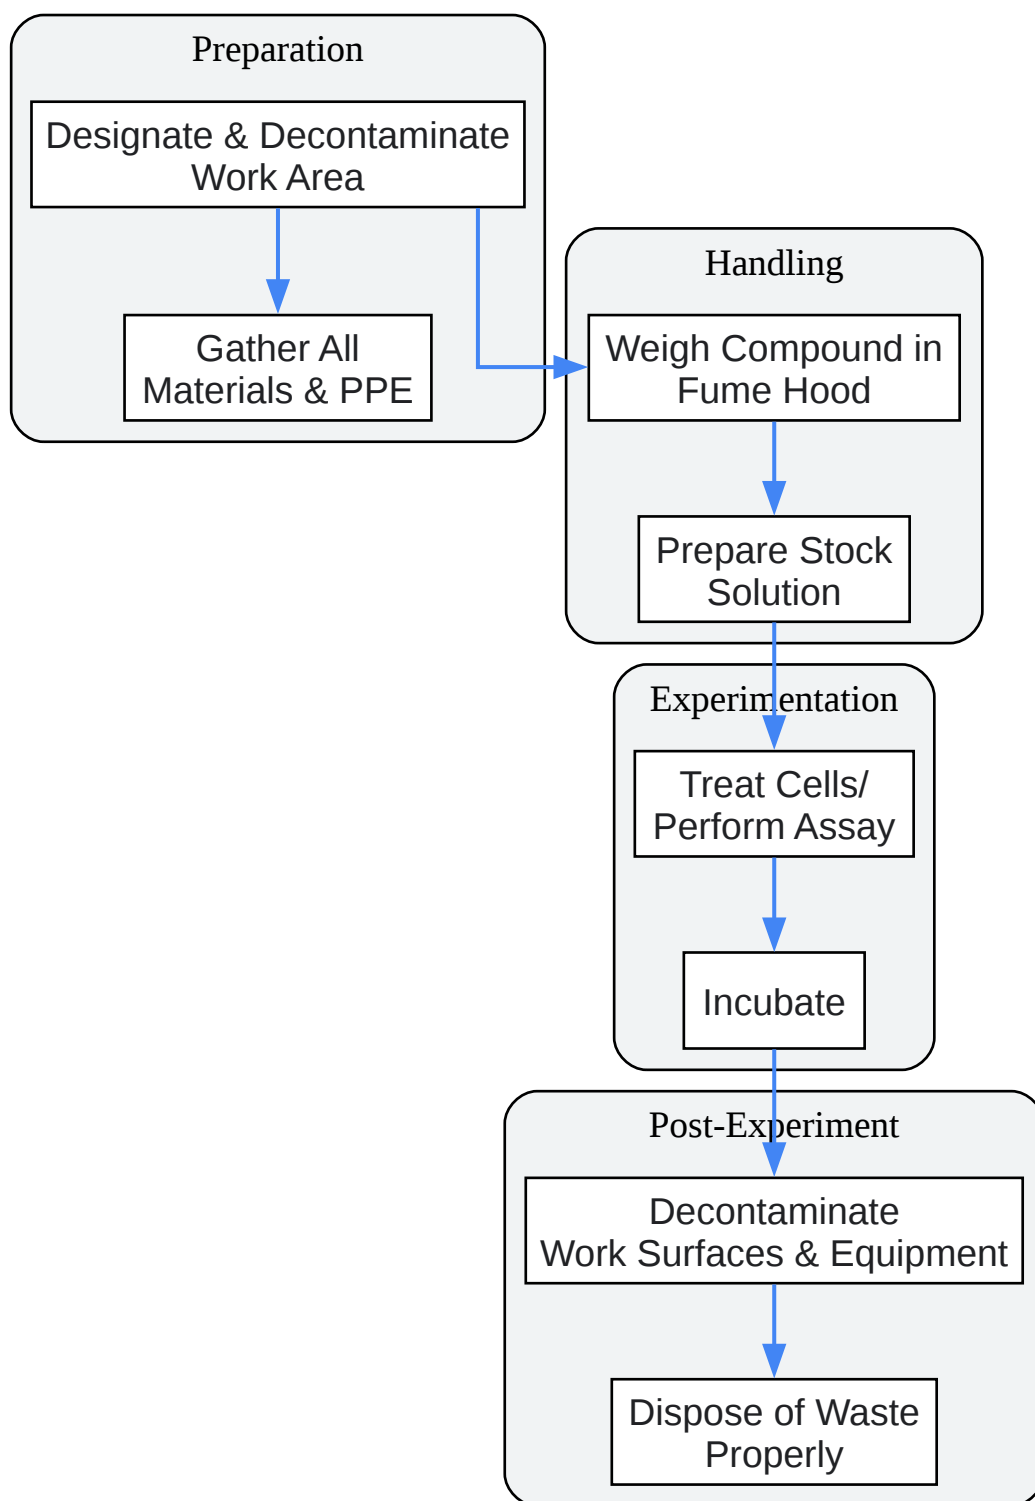 Preparation
Designate & Decontaminate
Work Area
Gather All
Materials & PPE
Handling
Weigh Compound in
Fume Hood
Prepare Stock
Solution
Experimentation
Treat Cells/
Perform Assay
Incubate
Post-Experiment
Decontaminate
Work Surfaces & Equipment
Dispose of Waste
Properly